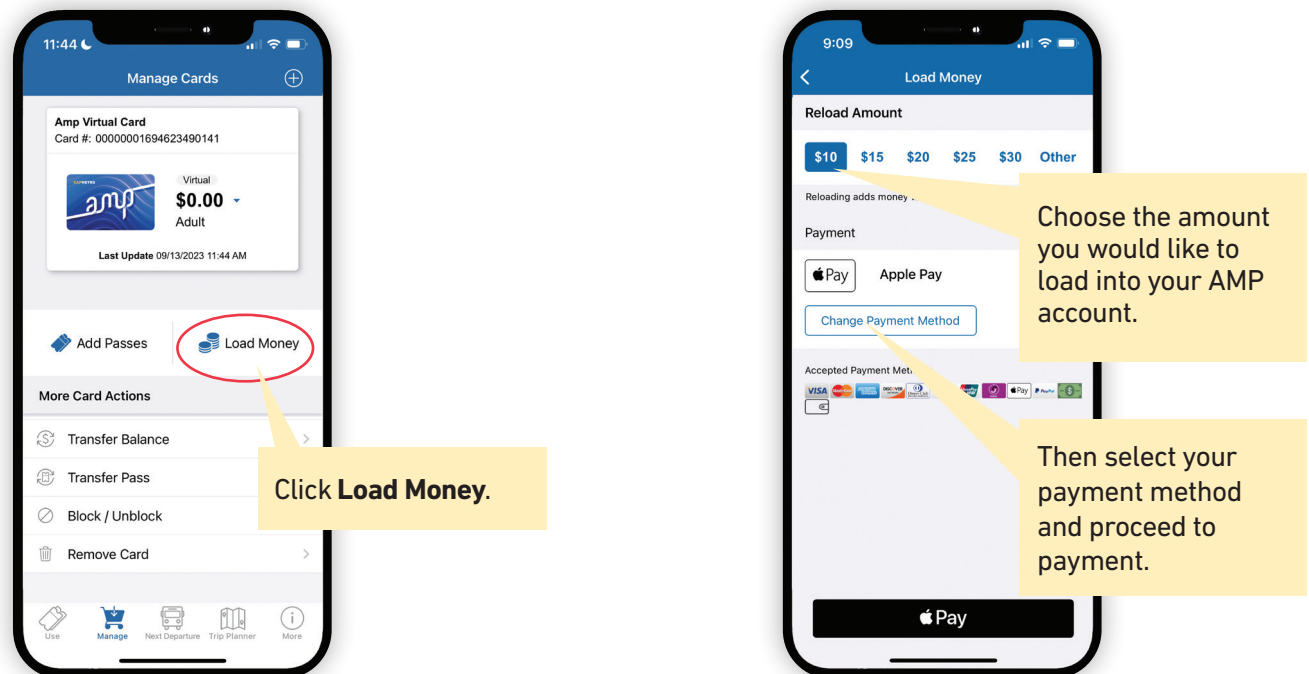 11:44
Manage Cards
Amp Virtual Card
Card #: 00000001694623490141
amp
Virtual
$0.00
Adult
Last Update 09/13/2023 11:44 AM
Add Passes
Load Money
More Card Actions
Transfer Balance
Transfer Pass
Block / Unblock
Remove Card
Use Manage Next Departure Trip Planner More
Click Load Money.
9:09
Load Money
Reload Amount
$10 $15 $20 $25 $30 Other
Reloading adds money
Payment
Pay Apple Pay
Change Payment Method
Accepted Payment
VISA
Pay PayPal
Pay
Choose the amount
you would like to
load into your AMP
account.
Then select your
payment method
and proceed to
payment.